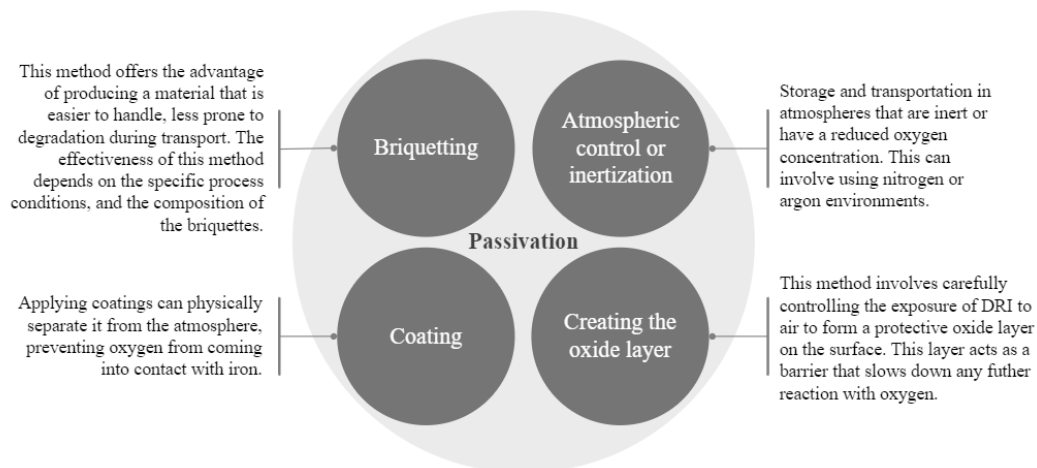 This method offers the advantage
of producing a material that is
easier to handle, less prone to
degradation during transport. The
effectiveness of this method
depends on the specific process
conditions, and the composition of
the briquettes.
Briquetting
Atmospheric
control or
inertization
Storage and transportation in
atmospheres that are inert or
have a reduced oxygen
concentration. This can
involve using nitrogen or
argon environments.
Passivation
Applying coatings can physically
separate it from the atmosphere,
preventing oxygen from coming
into contact with iron.
Coating
Creating the
oxide layer
This method involves carefully
controlling the exposure of DRI to
air to form a protective oxide layer
on the surface. This layer acts as a
barrier that slows down any futher
reaction with oxygen.